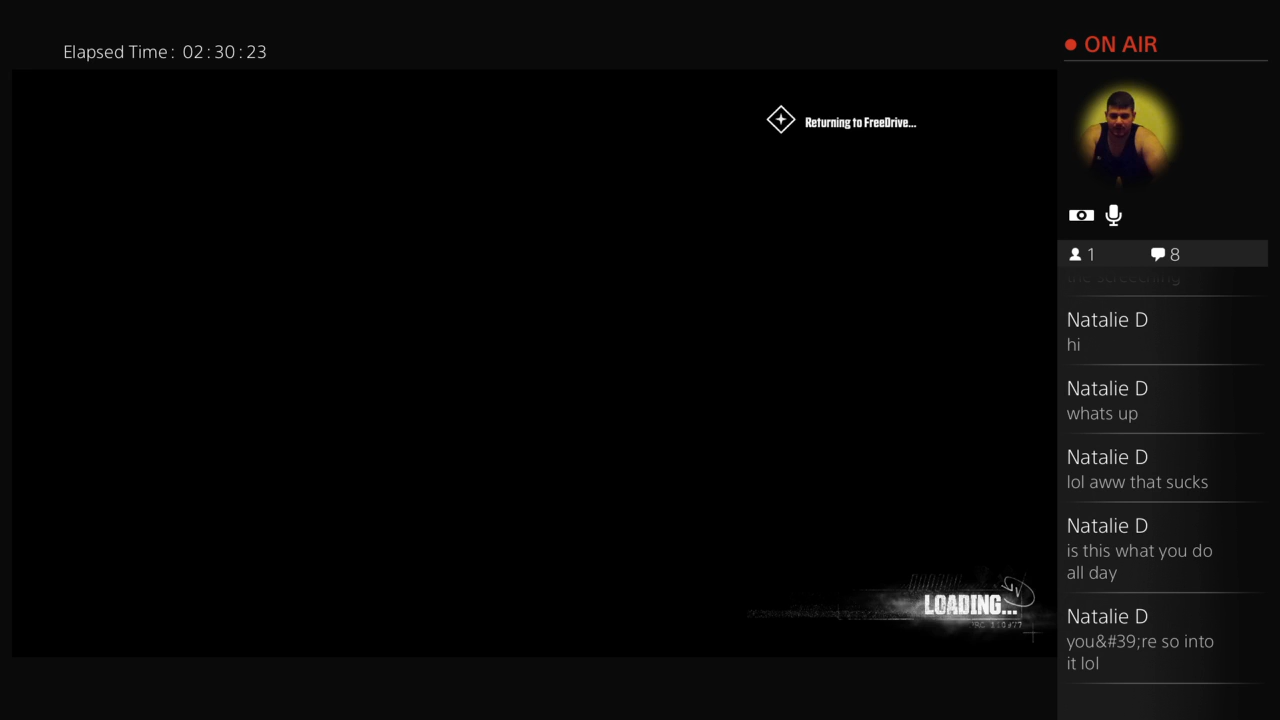 Elapsed Time: 02:30:23
ON AIR
Returning to FreeDrive...
1
8
the screeching
Natalie D
hi
Natalie D
whats up
Natalie D
lol aww that sucks
Natalie D
is this what you do
all day
Natalie D
you&#39;re so into
it lol
LOADING...